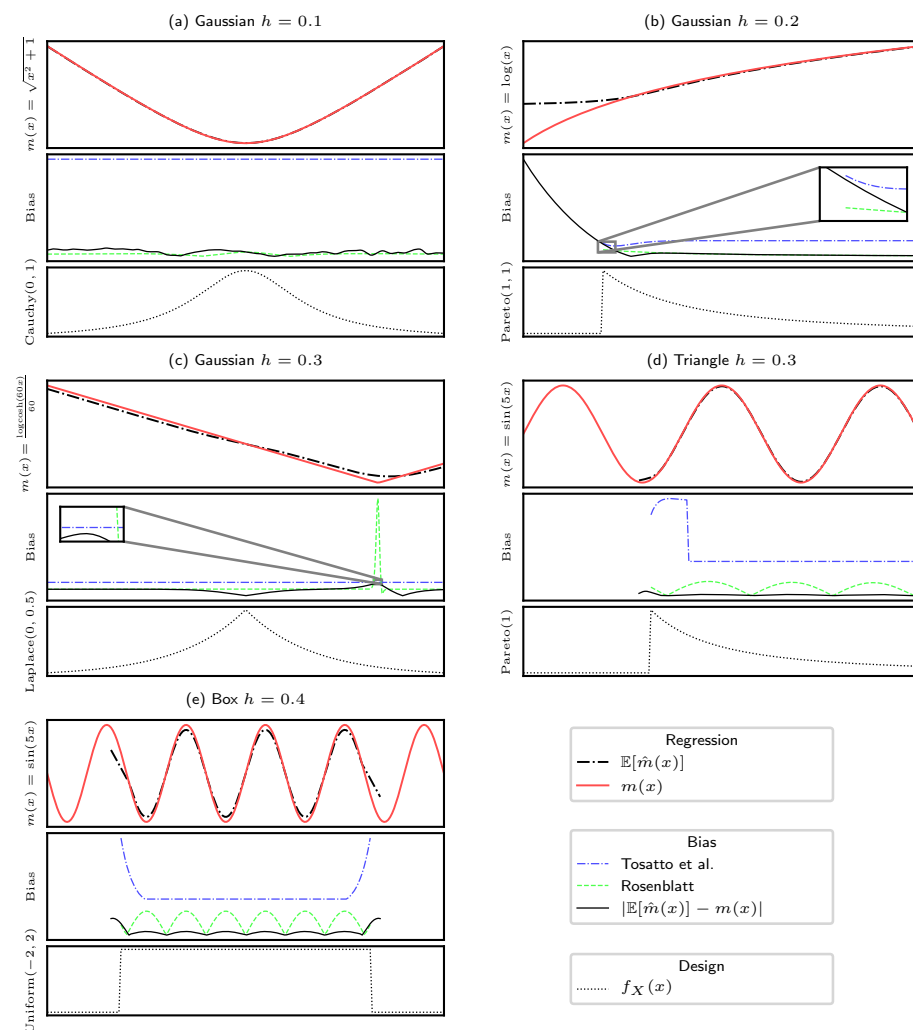 (a) Gaussian h = 0.1
m(x) = √x² + 1
Bias
Cauchy(0, 1)
(b) Gaussian h = 0.2
m(x) = log(x)
Bias
Pareto(1, 1)
(c) Gaussian h = 0.3
m(x) = log cosh(60x) / 60
Bias
Laplace(0, 0.5)
(d) Triangle h = 0.3
m(x) = sin(5x)
Bias
Pareto(1)
(e) Box h = 0.4
m(x) = sin(5x)
Bias
Uniform(−2, 2)
Regression
𝔼[m̂(x)]
m(x)
Bias
Tosatto et al.
Rosenblatt
|𝔼[m̂(x)] − m(x)|
Design
f_X(x)